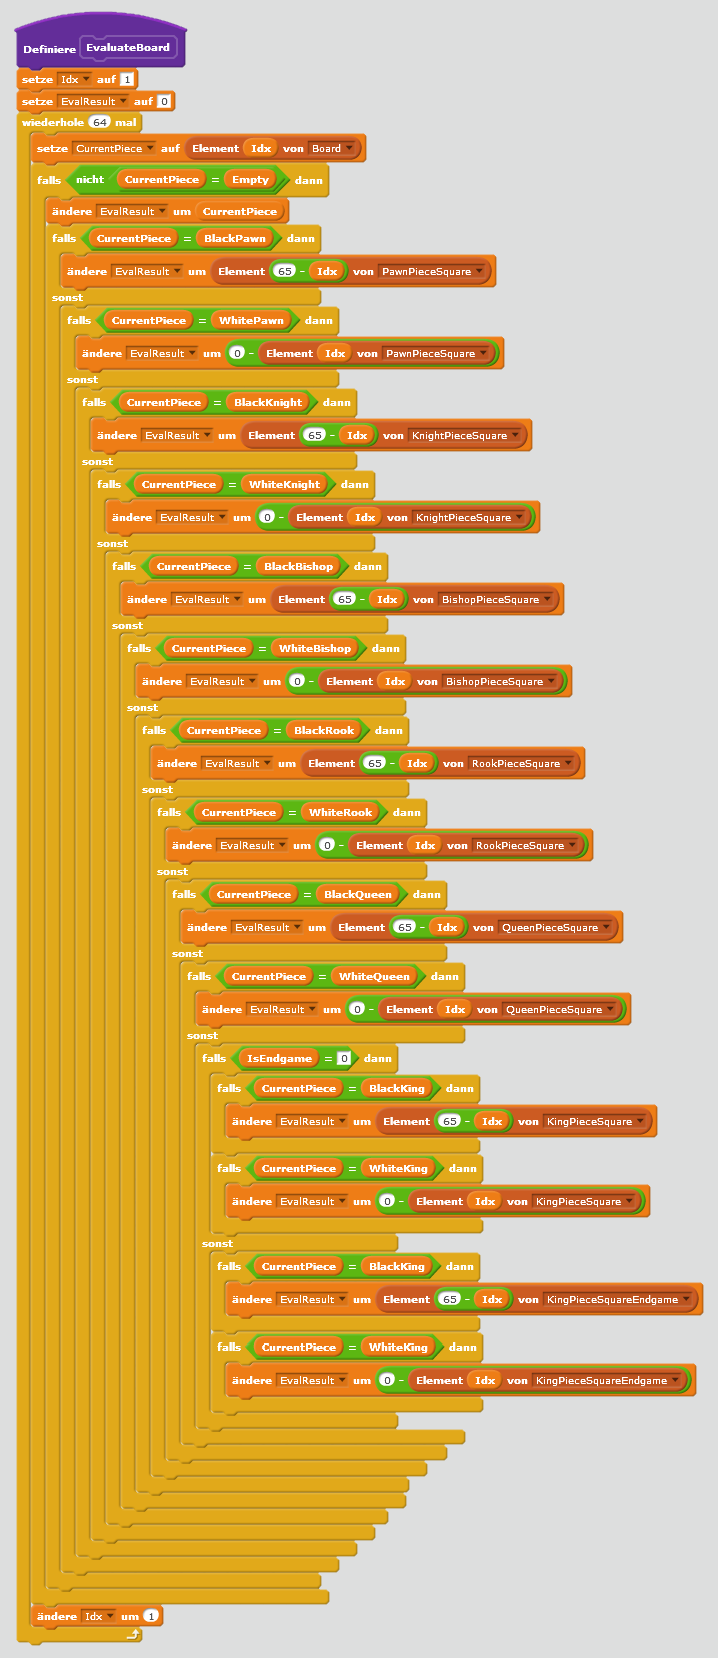 Definiere EvaluateBoard
setze Idx auf 1
setze EvalResult auf 0
wiederhole 64 mal
setze CurrentPiece auf Element Idx von Board
falls nicht CurrentPiece = Empty dann
ändere EvalResult um CurrentPiece
falls CurrentPiece = BlackPawn dann
ändere EvalResult um Element 65 - Idx von PawnPieceSquare
sonst
falls CurrentPiece = WhitePawn dann
ändere EvalResult um 0 - Element Idx von PawnPieceSquare
sonst
falls CurrentPiece = BlackKnight dann
ändere EvalResult um Element 65 - Idx von KnightPieceSquare
sonst
falls CurrentPiece = WhiteKnight dann
ändere EvalResult um 0 - Element Idx von KnightPieceSquare
sonst
falls CurrentPiece = BlackBishop dann
ändere EvalResult um Element 65 - Idx von BishopPieceSquare
sonst
falls CurrentPiece = WhiteBishop dann
ändere EvalResult um 0 - Element Idx von BishopPieceSquare
sonst
falls CurrentPiece = BlackRook dann
ändere EvalResult um Element 65 - Idx von RookPieceSquare
sonst
falls CurrentPiece = WhiteRook dann
ändere EvalResult um 0 - Element Idx von RookPieceSquare
sonst
falls CurrentPiece = BlackQueen dann
ändere EvalResult um Element 65 - Idx von QueenPieceSquare
sonst
falls CurrentPiece = WhiteQueen dann
ändere EvalResult um 0 - Element Idx von QueenPieceSquare
sonst
falls IsEndgame = 0 dann
falls CurrentPiece = BlackKing dann
ändere EvalResult um Element 65 - Idx von KingPieceSquare
falls CurrentPiece = WhiteKing dann
ändere EvalResult um 0 - Element Idx von KingPieceSquare
sonst
falls CurrentPiece = BlackKing dann
ändere EvalResult um Element 65 - Idx von KingPieceSquareEndgame
falls CurrentPiece = WhiteKing dann
ändere EvalResult um 0 - Element Idx von KingPieceSquareEndgame
ändere Idx um 1